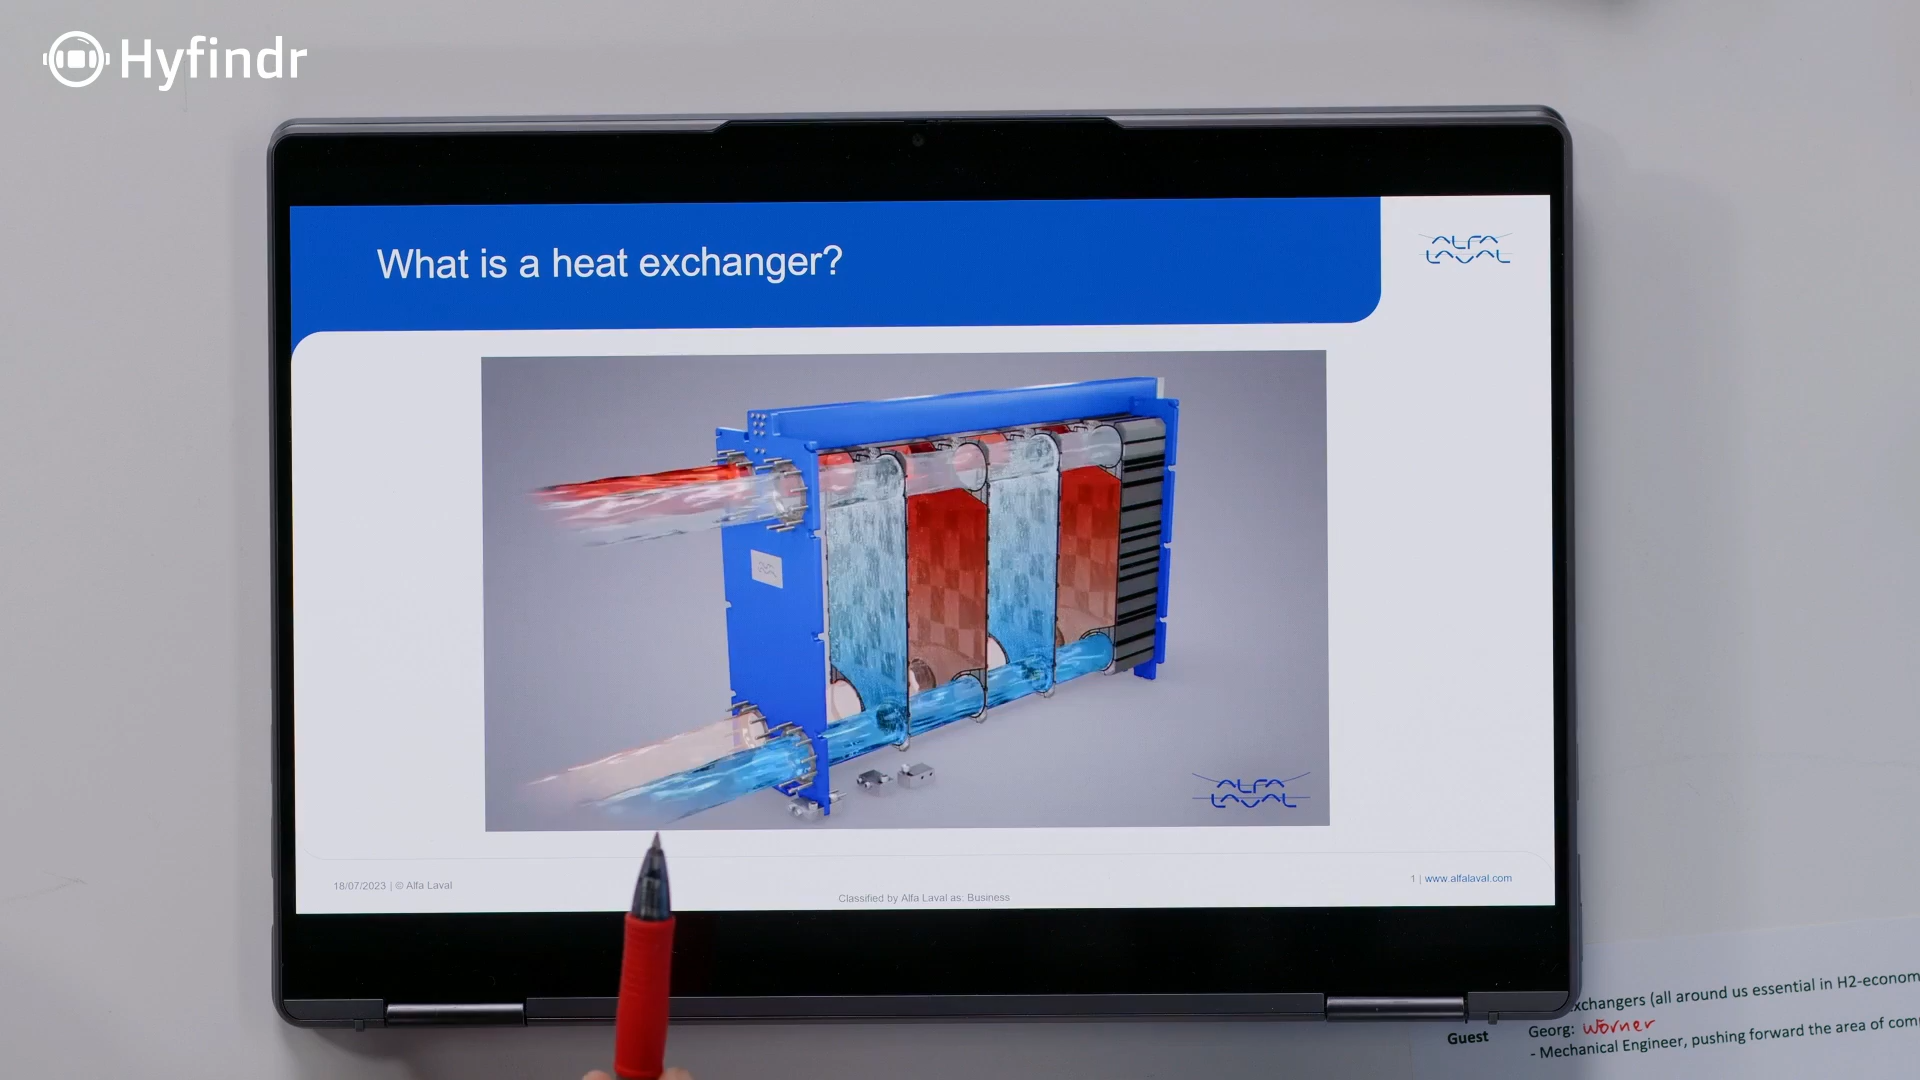 Hyfindr
What is a heat exchanger?
ALFA
LAVAL
ALFA
LAVAL
18/07/2023 | © Alfa Laval
Classified by Alfa Laval as: Business
1 | www.alfalaval.com
xchangers (all around us essential in H2-econom
Guest
Georg: Wörner
- Mechanical Engineer, pushing forward the area of com